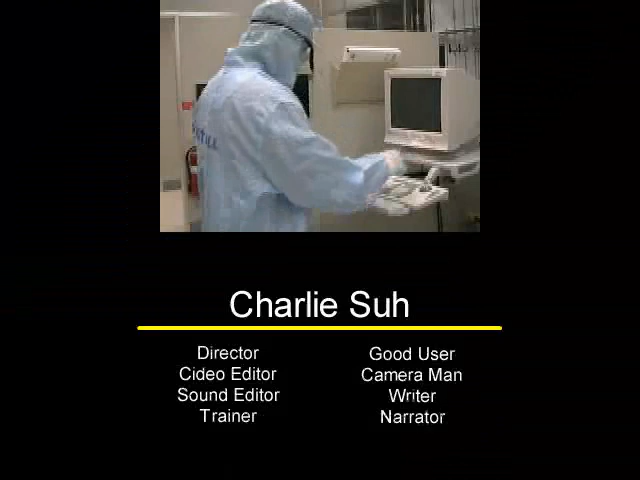 Charlie Suh
Director
Cideo Editor
Sound Editor
Trainer
Good User
Camera Man
Writer
Narrator